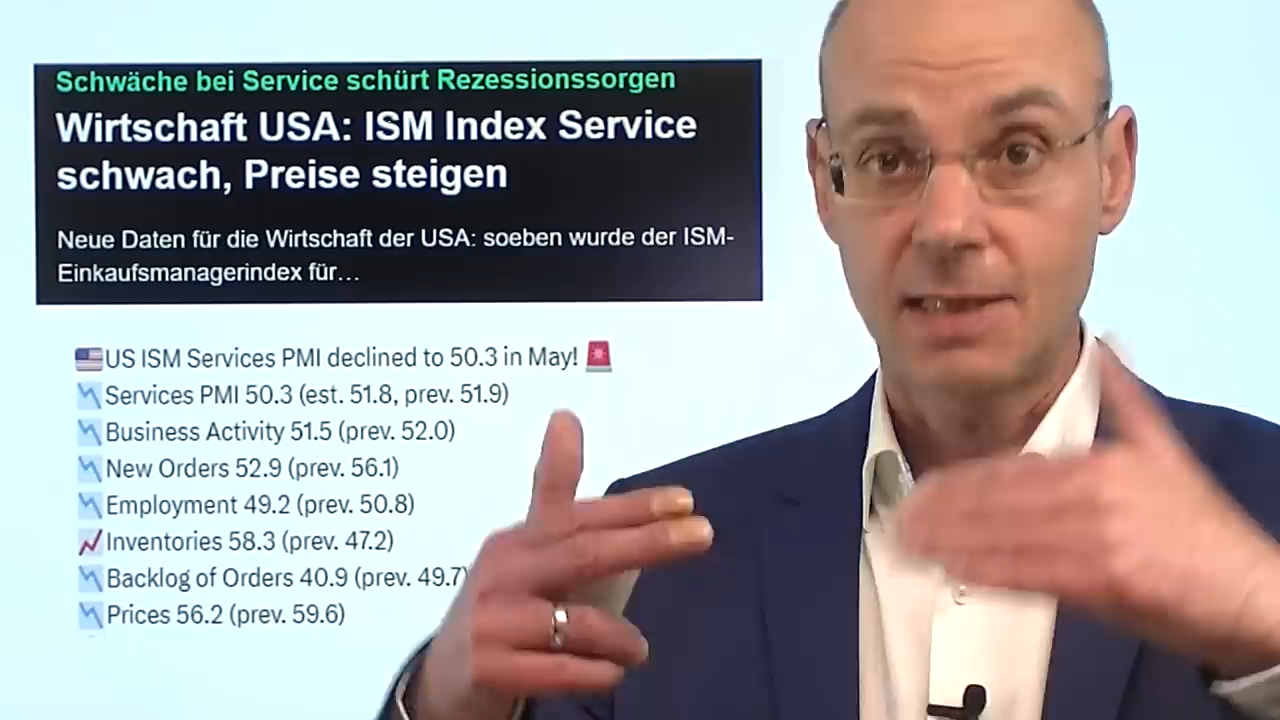 Schwäche bei Service schürt Rezessionssorgen
Wirtschaft USA: ISM Index Service
schwach, Preise steigen
Neue Daten für die Wirtschaft der USA: soeben wurde der ISM-
Einkaufsmanagerindex für…
US ISM Services PMI declined to 50.3 in May!
Services PMI 50.3 (est. 51.8, prev. 51.9)
Business Activity 51.5 (prev. 52.0)
New Orders 52.9 (prev. 56.1)
Employment 49.2 (prev. 50.8)
Inventories 58.3 (prev. 47.2)
Backlog of Orders 40.9 (prev. 49.7)
Prices 56.2 (prev. 59.6)